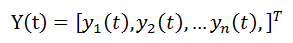 Y(t) = [y₁(t),y₂(t),…yₙ(t),]ᵀ